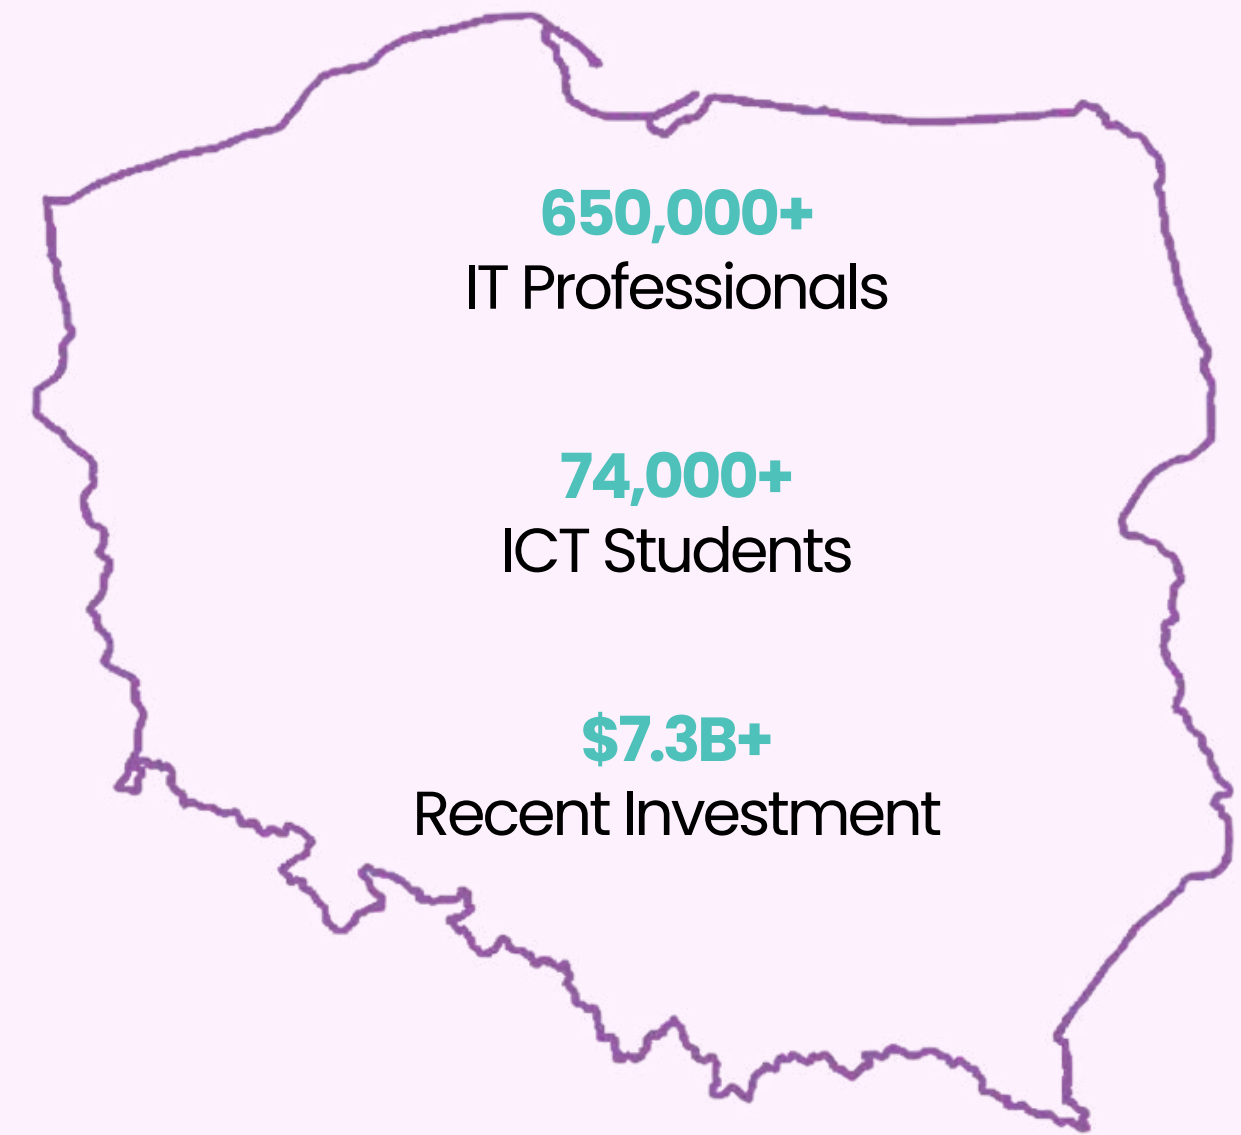 650,000+
IT Professionals
74,000+
ICT Students
$7.3B+
Recent Investment